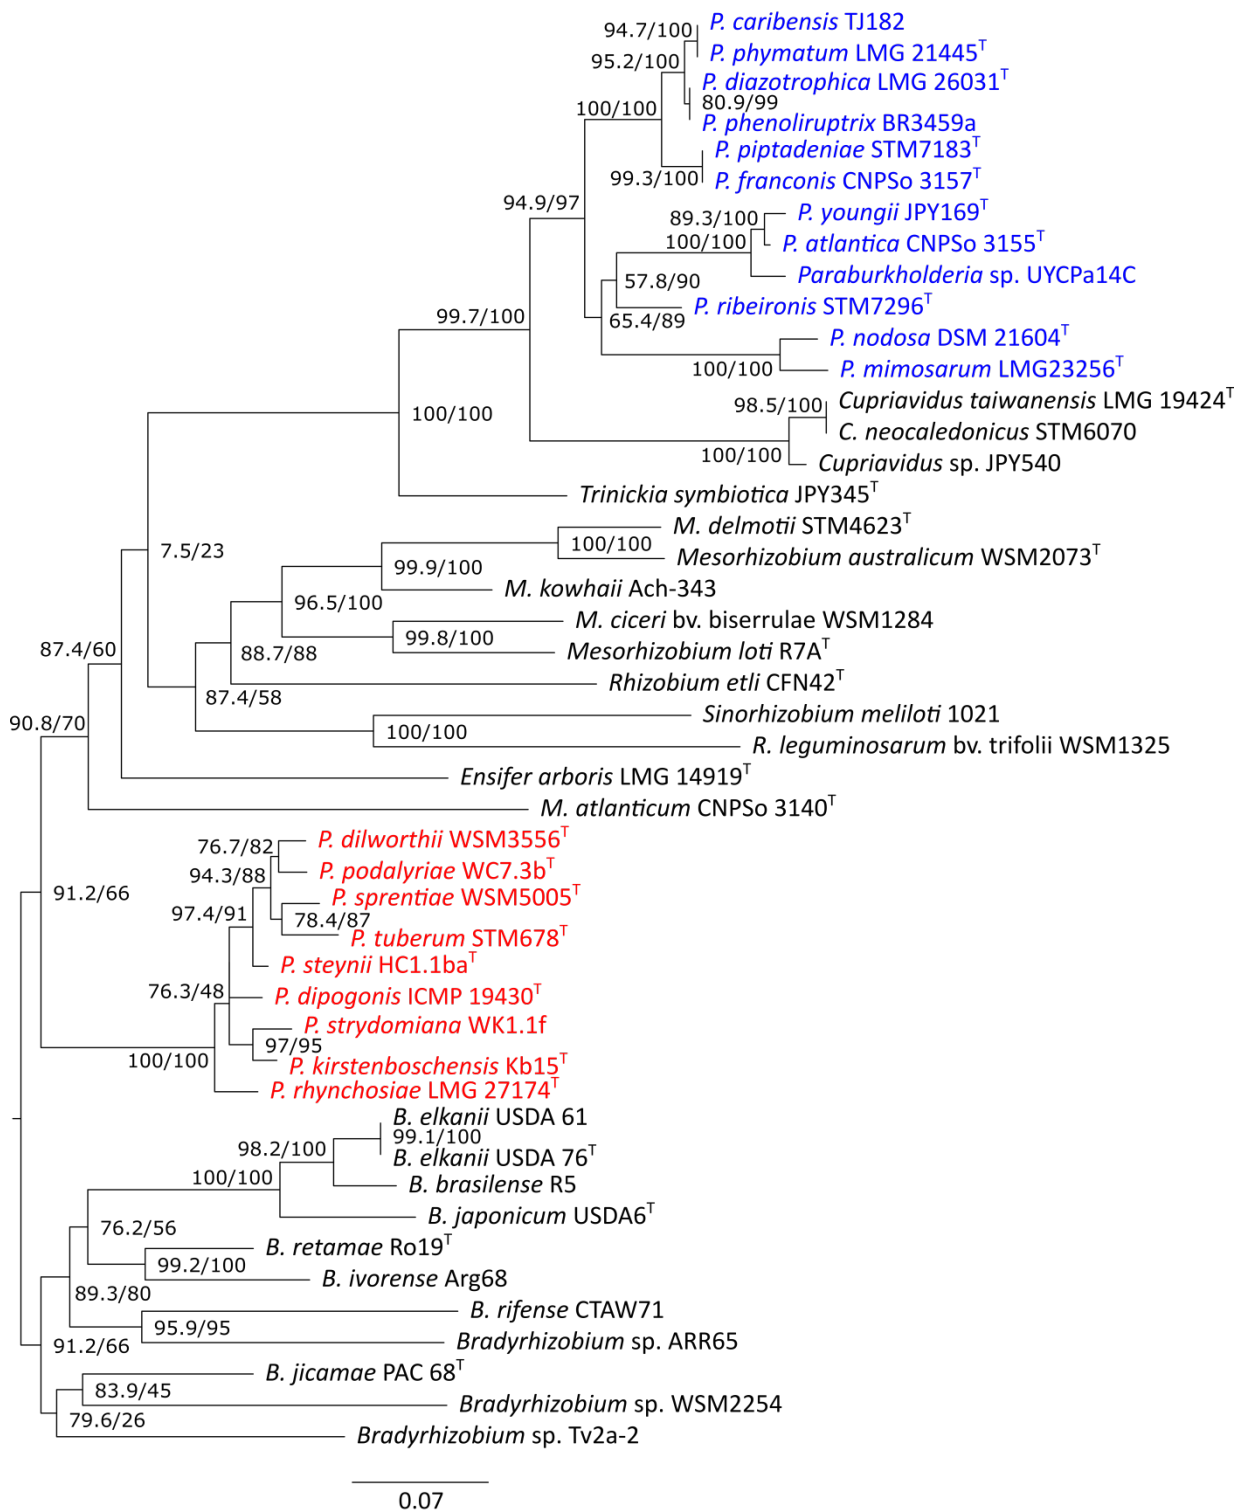 94.7/100
P. caribensis TJ182
P. phymatum LMG 21445T
95.2/100
P. diazotrophica LMG 26031T
80.9/99
100/100
P. phenoliruptrix BR3459a
P. piptadeniae STM7183T
99.3/100
P. franconis CNPSo 3157T
94.9/97
89.3/100
P. youngii JPY169T
100/100
P. atlantica CNPSo 3155T
Paraburkholderia sp. UYCPa14C
57.8/90
P. ribeironis STM7296T
99.7/100
65.4/89
P. nodosa DSM 21604T
100/100
P. mimosarum LMG23256T
98.5/100
Cupriavidus taiwanensis LMG 19424T
100/100
C. neocaledonicus STM6070
100/100
Cupriavidus sp. JPY540
Trinickia symbiotica JPY345T
M. delmotii STM4623T
7.5/23
100/100
Mesorhizobium australicum WSM2073T
99.9/100
M. kowhaii Ach-343
96.5/100
M. ciceri bv. biserrulae WSM1284
99.8/100
87.4/60
88.7/88
Mesorhizobium loti R7AT
Rhizobium etli CFN42T
87.4/58
Sinorhizobium meliloti 1021
90.8/70
100/100
R. leguminosarum bv. trifolii WSM1325
Ensifer arboris LMG 14919T
M. atlanticum CNPSo 3140T
76.7/82
P. dilworthii WSM3556T
94.3/88
P. podalyriae WC7.3bT
91.2/66
P. sprentiae WSM5005T
97.4/91
78.4/87
P. tuberum STM678T
P. steynii HC1.1baT
76.3/48
P. dipogonis ICMP 19430T
P. strydomiana WK1.1f
97/95
100/100
P. kirstenboschensis Kb15T
P. rhynchosiae LMG 27174T
B. elkanii USDA 61
99.1/100
98.2/100
B. elkanii USDA 76T
100/100
B. brasilense R5
B. japonicum USDA6T
76.2/56
B. retamae Ro19T
99.2/100
B. ivorense Arg68
89.3/80
B. rifense CTAW71
95.9/95
91.2/66
Bradyrhizobium sp. ARR65
B. jicamae PAC 68T
83.9/45
Bradyrhizobium sp. WSM2254
79.6/26
Bradyrhizobium sp. Tv2a-2
0.07